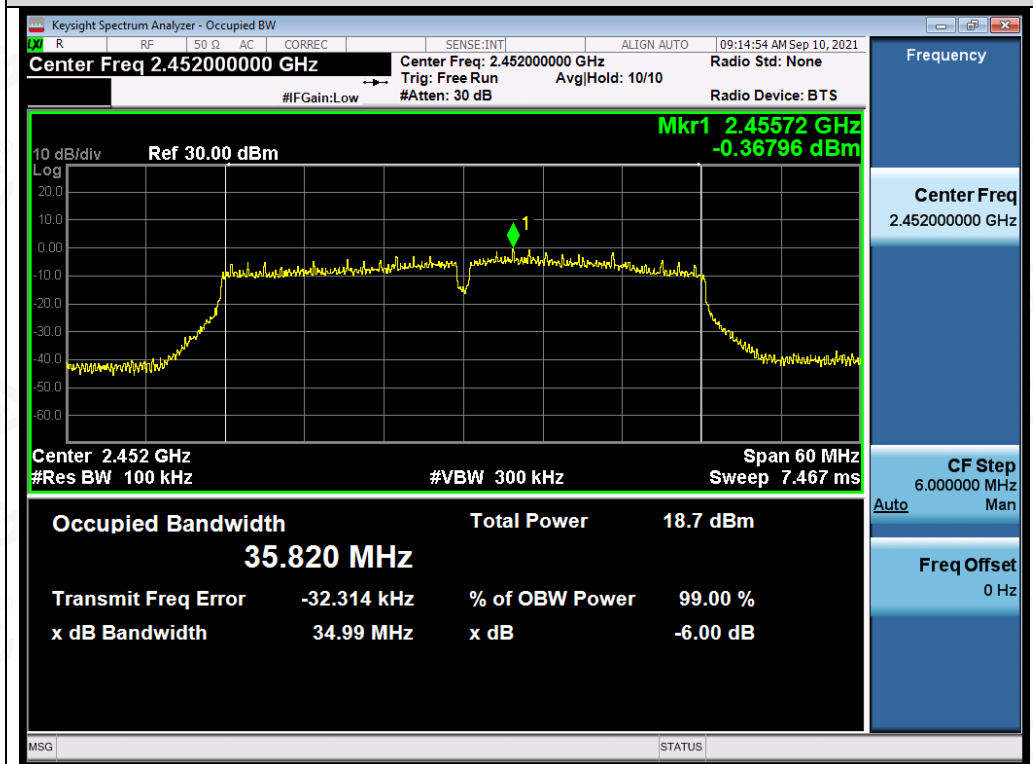 Keysight Spectrum Analyzer - Occupied BW
LXI R RF 50 Ω AC CORREC SENSE:INT ALIGN AUTO 09:14:54 AM Sep 10, 2021
Center Freq 2.452000000 GHz
Center Freq: 2.452000000 GHz
Radio Std: None
Trig: Free Run Avg|Hold: 10/10
#IFGain:Low
#Atten: 30 dB
Radio Device: BTS
Frequency
Mkr1 2.45572 GHz
-0.36796 dBm
10 dB/div Ref 30.00 dBm
Log
20.0
10.0
0.00
-10.0
-20.0
-30.0
-40.0
-50.0
-60.0
1
Center 2.452 GHz Span 60 MHz
#Res BW 100 kHz #VBW 300 kHz Sweep 7.467 ms
Center Freq
2.452000000 GHz
CF Step
6.000000 MHz
Auto Man
Freq Offset
0 Hz
Occupied Bandwidth Total Power 18.7 dBm
35.820 MHz
Transmit Freq Error -32.314 kHz % of OBW Power 99.00 %
x dB Bandwidth 34.99 MHz x dB -6.00 dB
MSG STATUS